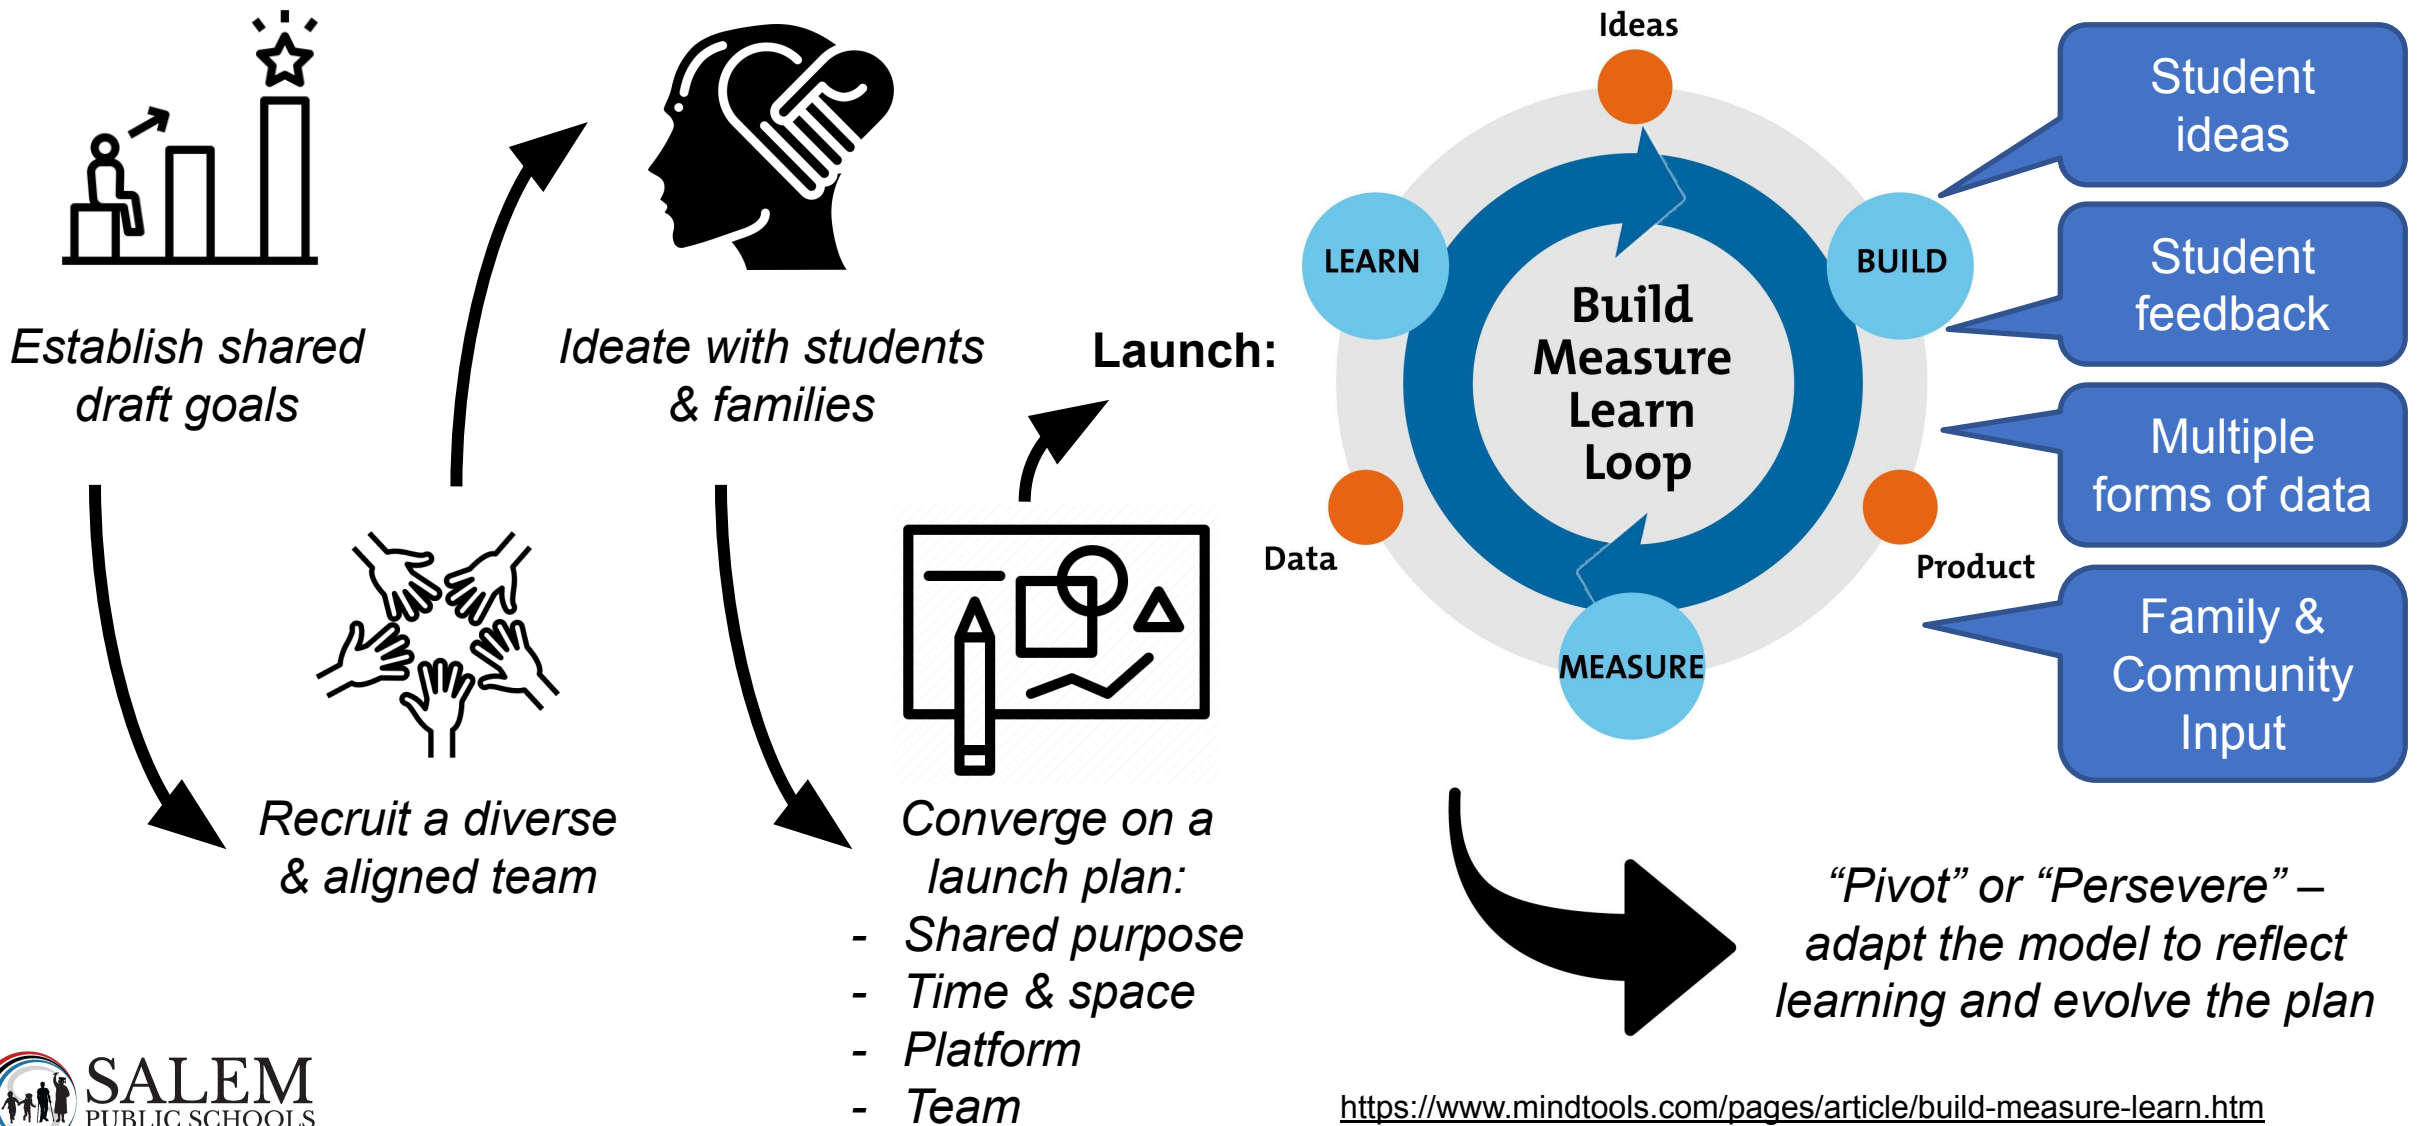 Establish shared
draft goals
Recruit a diverse
& aligned team
Ideate with students
& families
Converge on a
launch plan:
- Shared purpose
- Time & space
- Platform
- Team
Launch:
Ideas
LEARN
BUILD
Build
Measure
Learn
Loop
Data
Product
MEASURE
Student
ideas
Student
feedback
Multiple
forms of data
Family &
Community
Input
“Pivot” or “Persevere” –
adapt the model to reflect
learning and evolve the plan
https://www.mindtools.com/pages/article/build-measure-learn.htm
SALEM
PUBLIC SCHOOLS